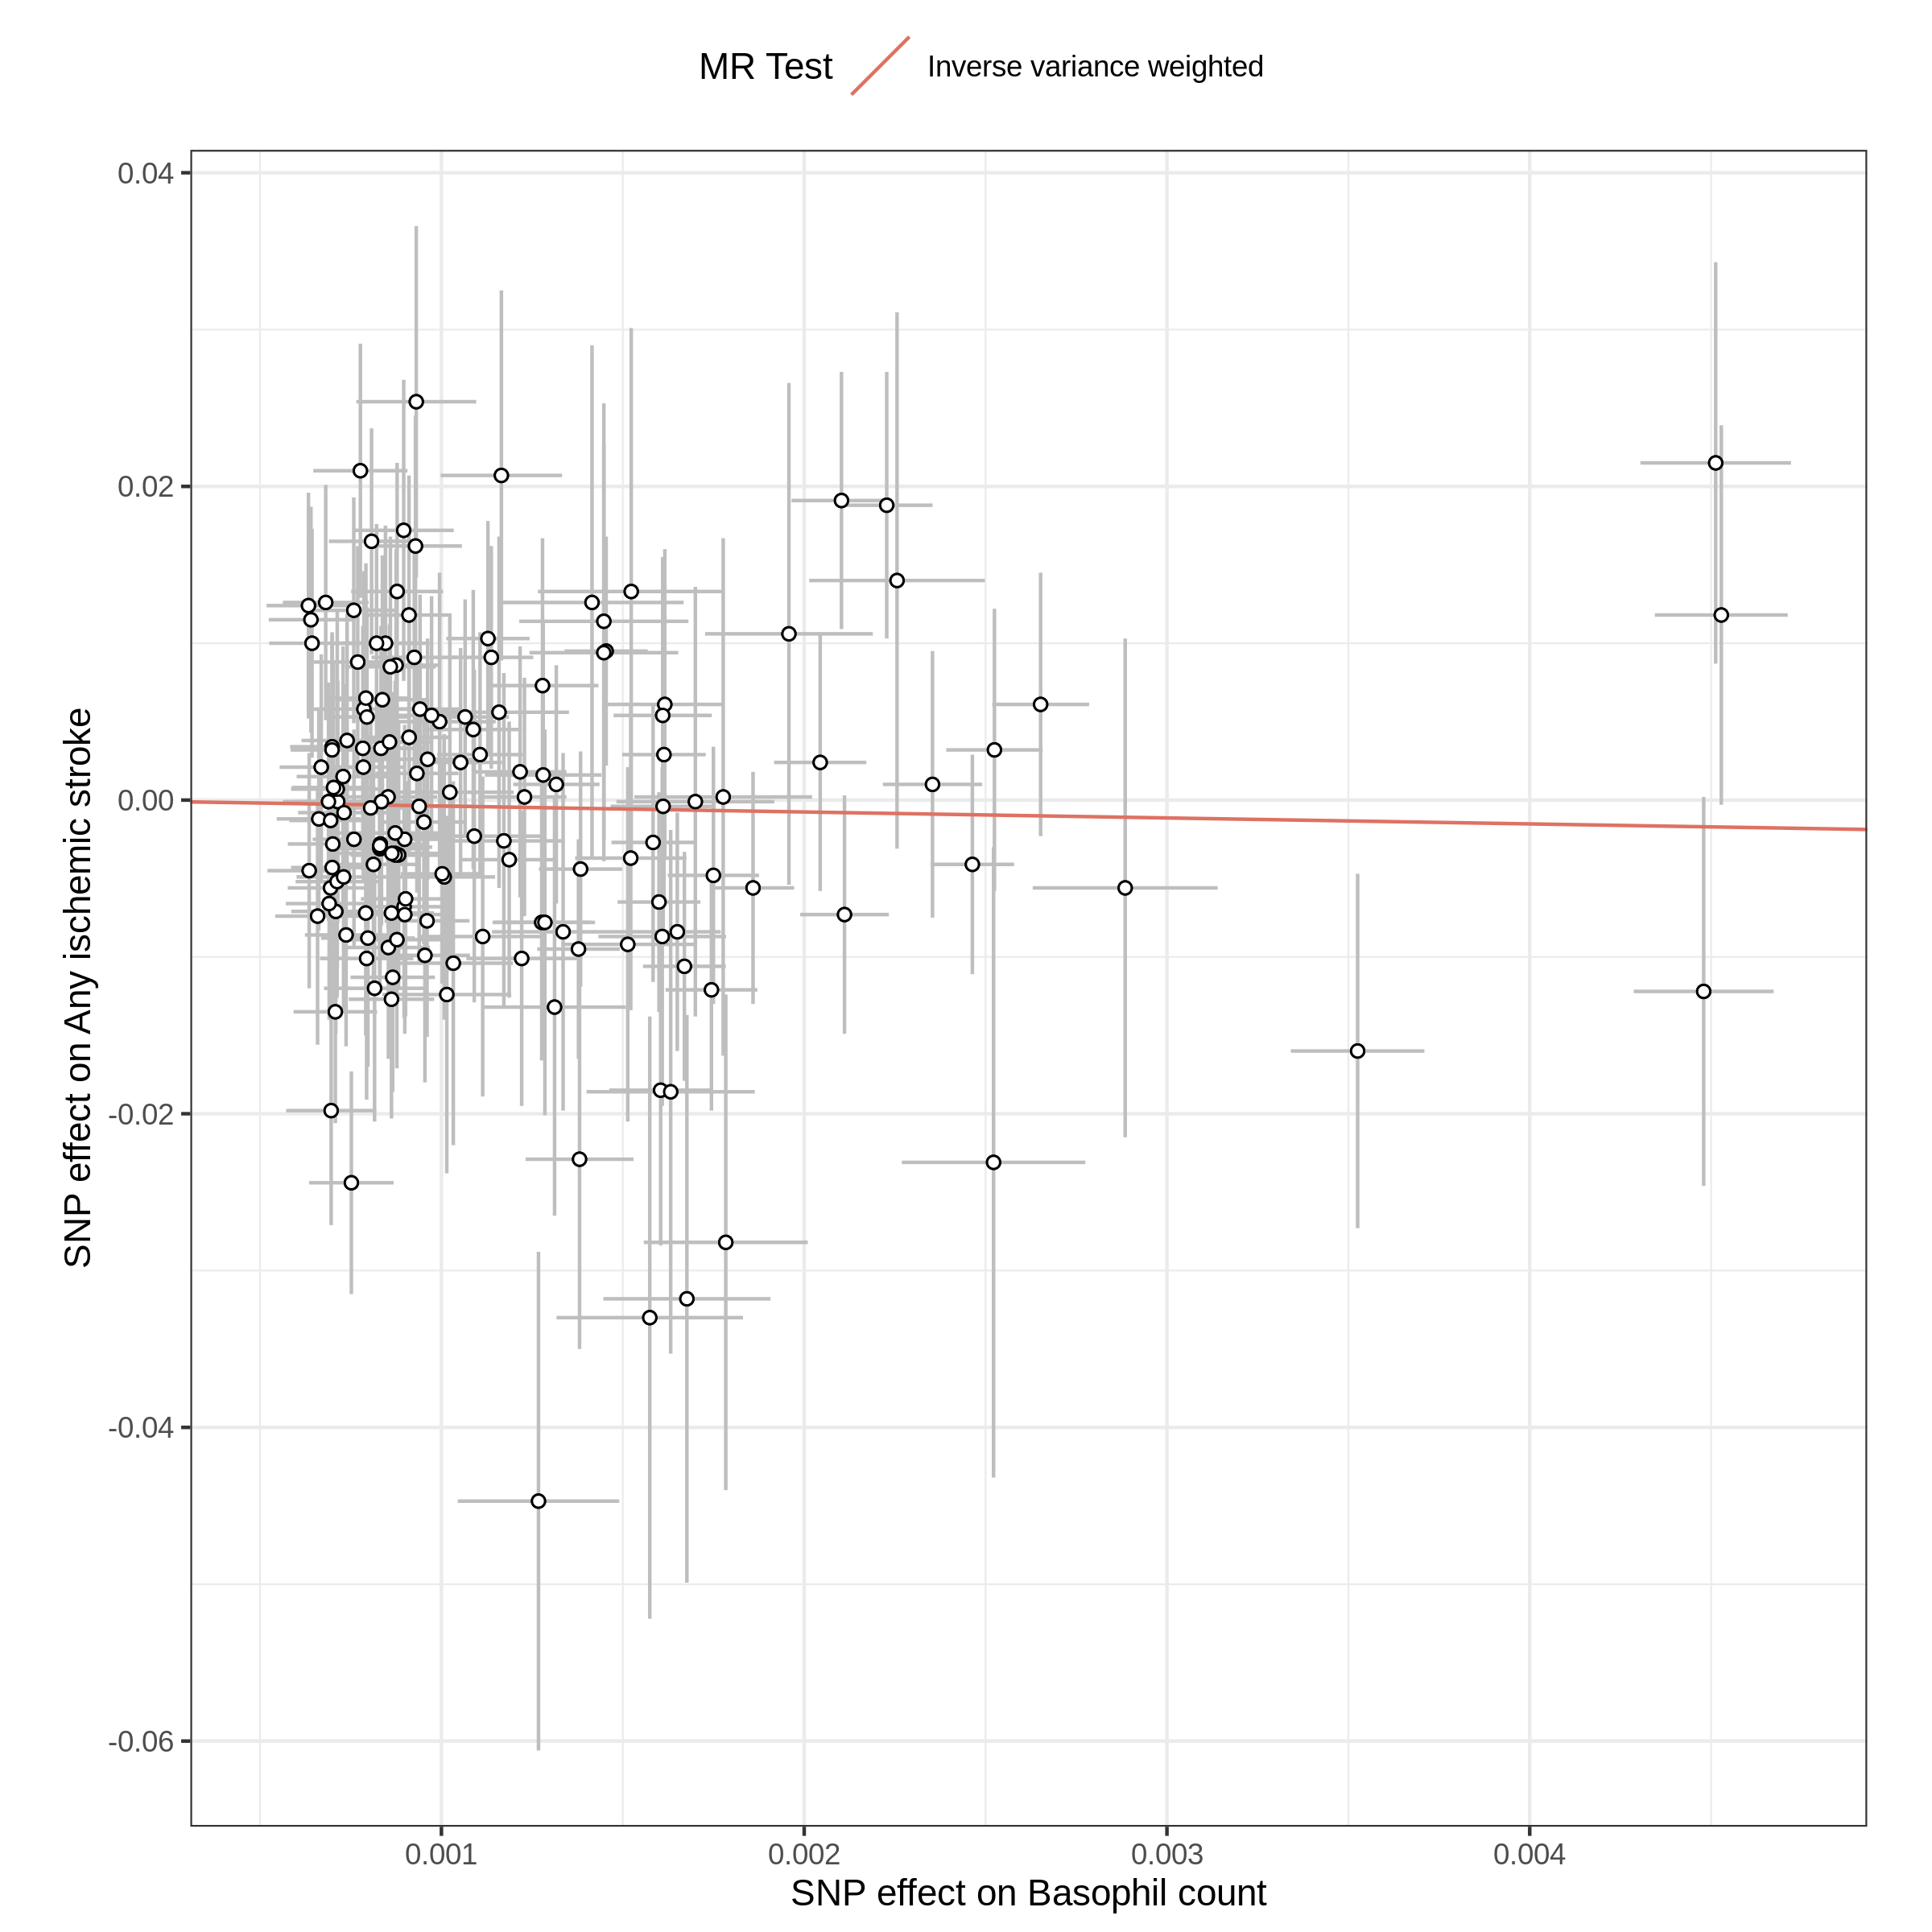 MR Test
Inverse variance weighted
0.04
0.02
0.00
-0.02
-0.04
-0.06
SNP effect on Any ischemic stroke
0.001
0.002
0.003
0.004
SNP effect on Basophil count